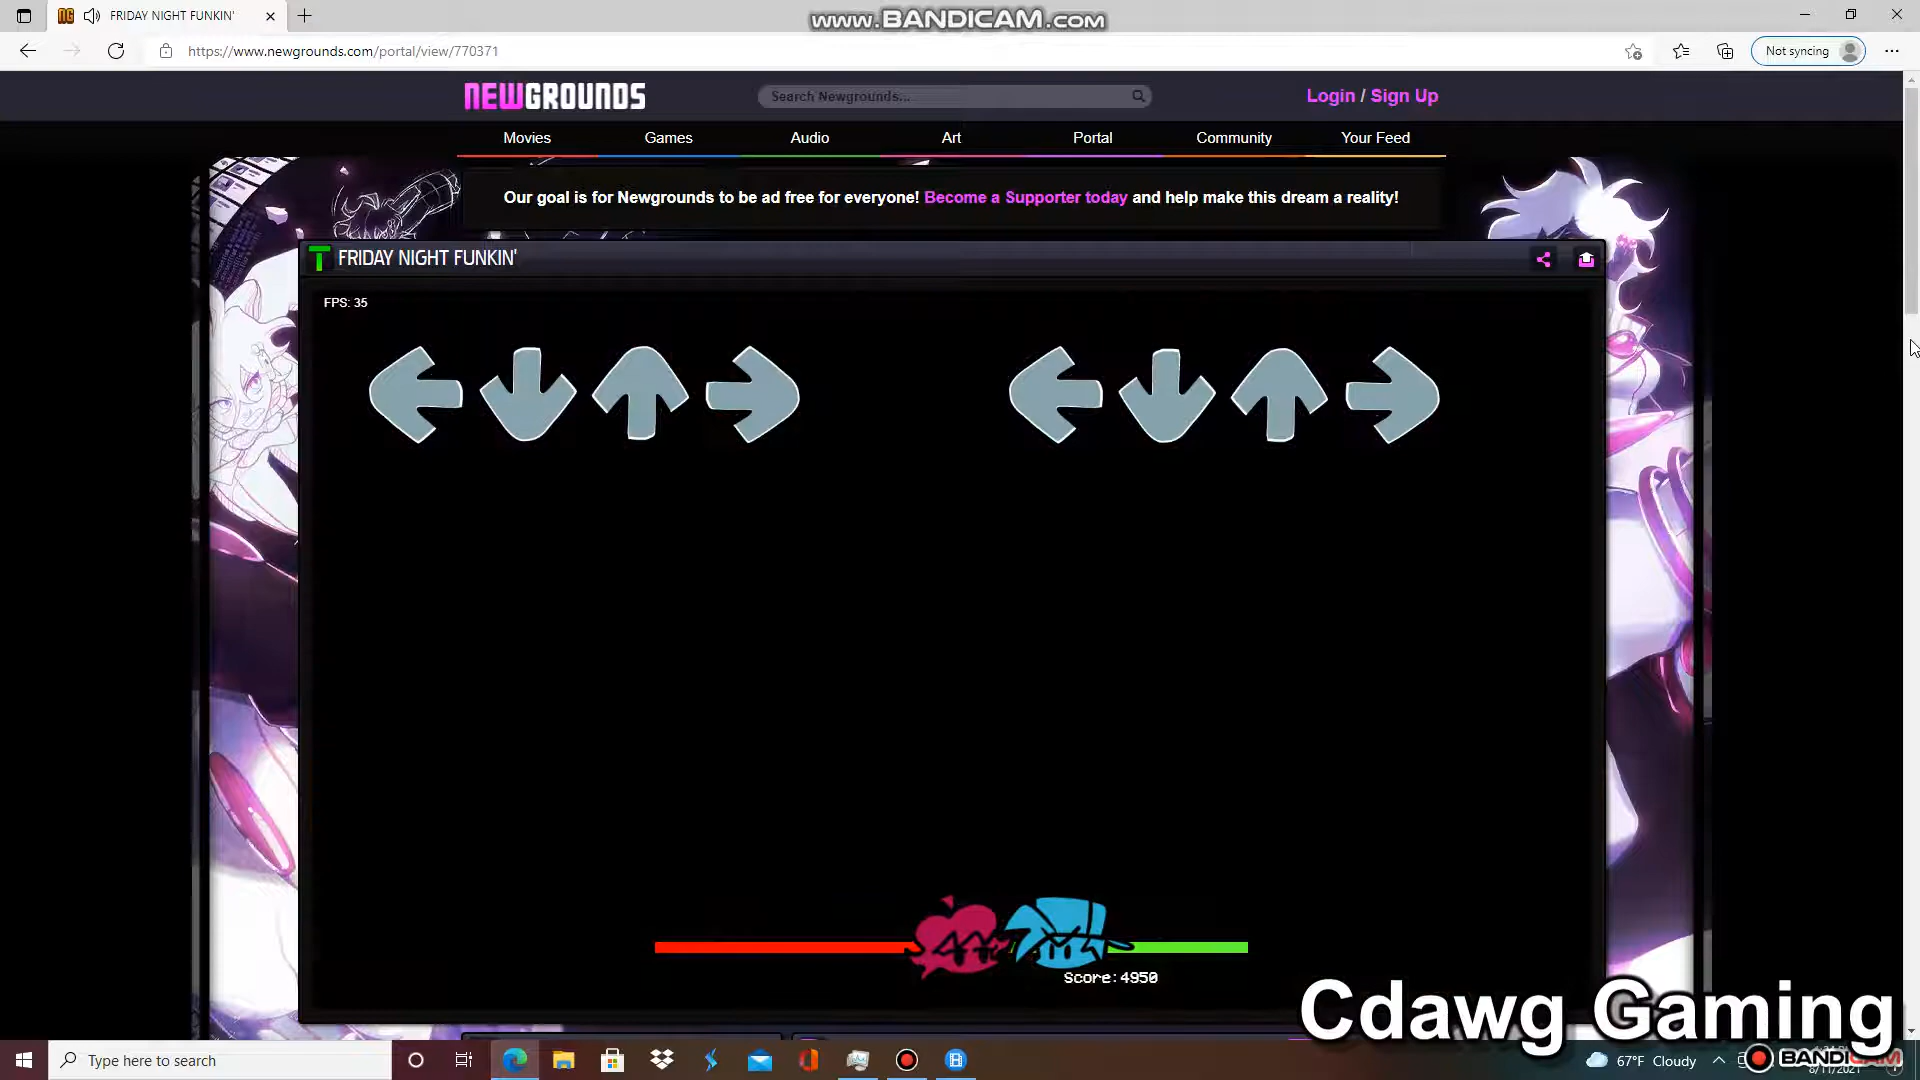 FRIDAY NIGHT FUNKIN'
www.BANDICAM.com
https://www.newgrounds.com/portal/view/770371
Not syncing
NEWGROUNDS
Search Newgrounds...
Login / Sign Up
Movies
Games
Audio
Art
Portal
Community
Your Feed
Our goal is for Newgrounds to be ad free for everyone! Become a Supporter today and help make this dream a reality!
T FRIDAY NIGHT FUNKIN'
FPS: 35
Score:4950
Cdawg Gaming
Type here to search
67°F Cloudy
BANDICAM